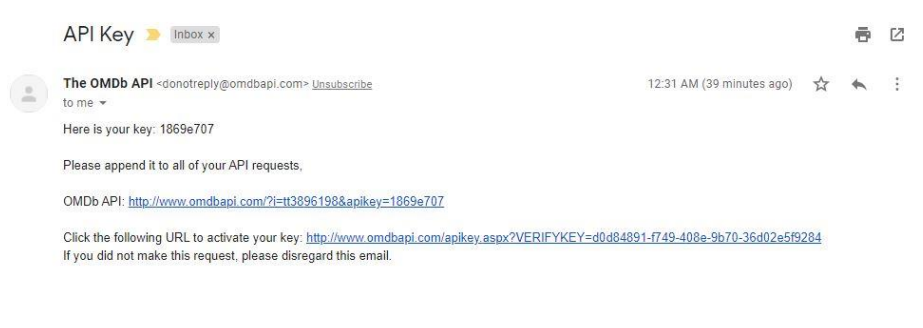 API Key Inbox x
The OMDb API <donotreply@omdbapi.com> Unsubscribe 12:31 AM (39 minutes ago)
to me
Here is your key: 1869e707
Please append it to all of your API requests,
OMDb API: http://www.omdbapi.com/?i=tt3896198&apikey=1869e707
Click the following URL to activate your key: http://www.omdbapi.com/apikey.aspx?VERIFYKEY=d0d84891-f749-408e-9b70-36d02e5f9284
If you did not make this request, please disregard this email.